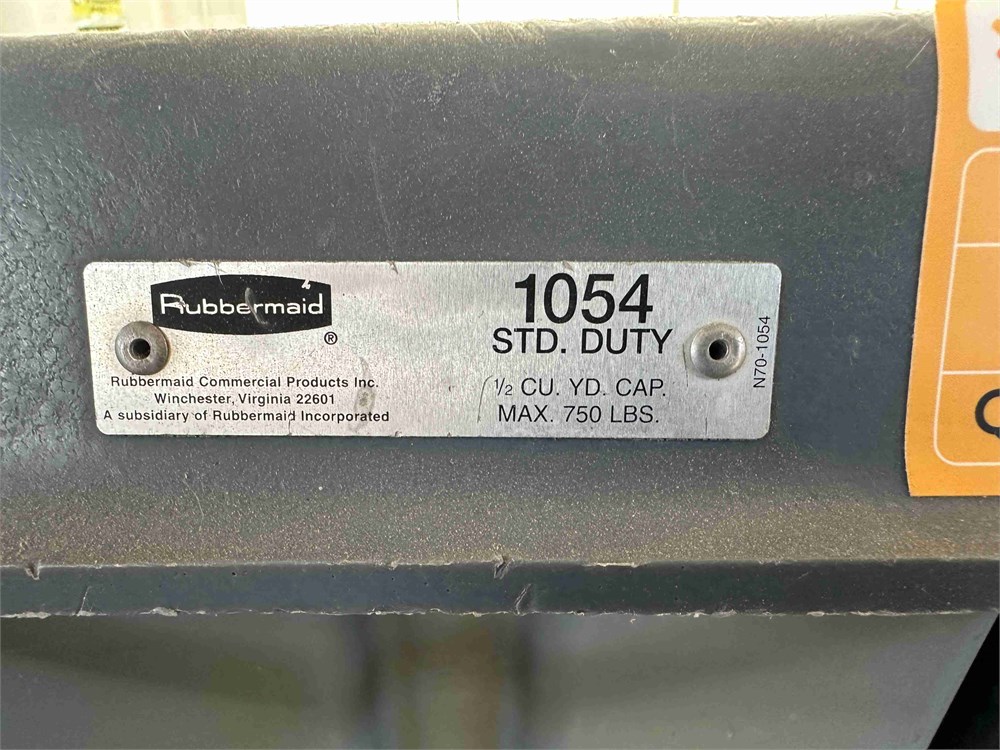 Rubbermaid
®
Rubbermaid Commercial Products Inc.
Winchester, Virginia 22601
A subsidiary of Rubbermaid Incorporated
1054
STD. DUTY
1/2 CU. YD. CAP.
MAX. 750 LBS.
N70-1054